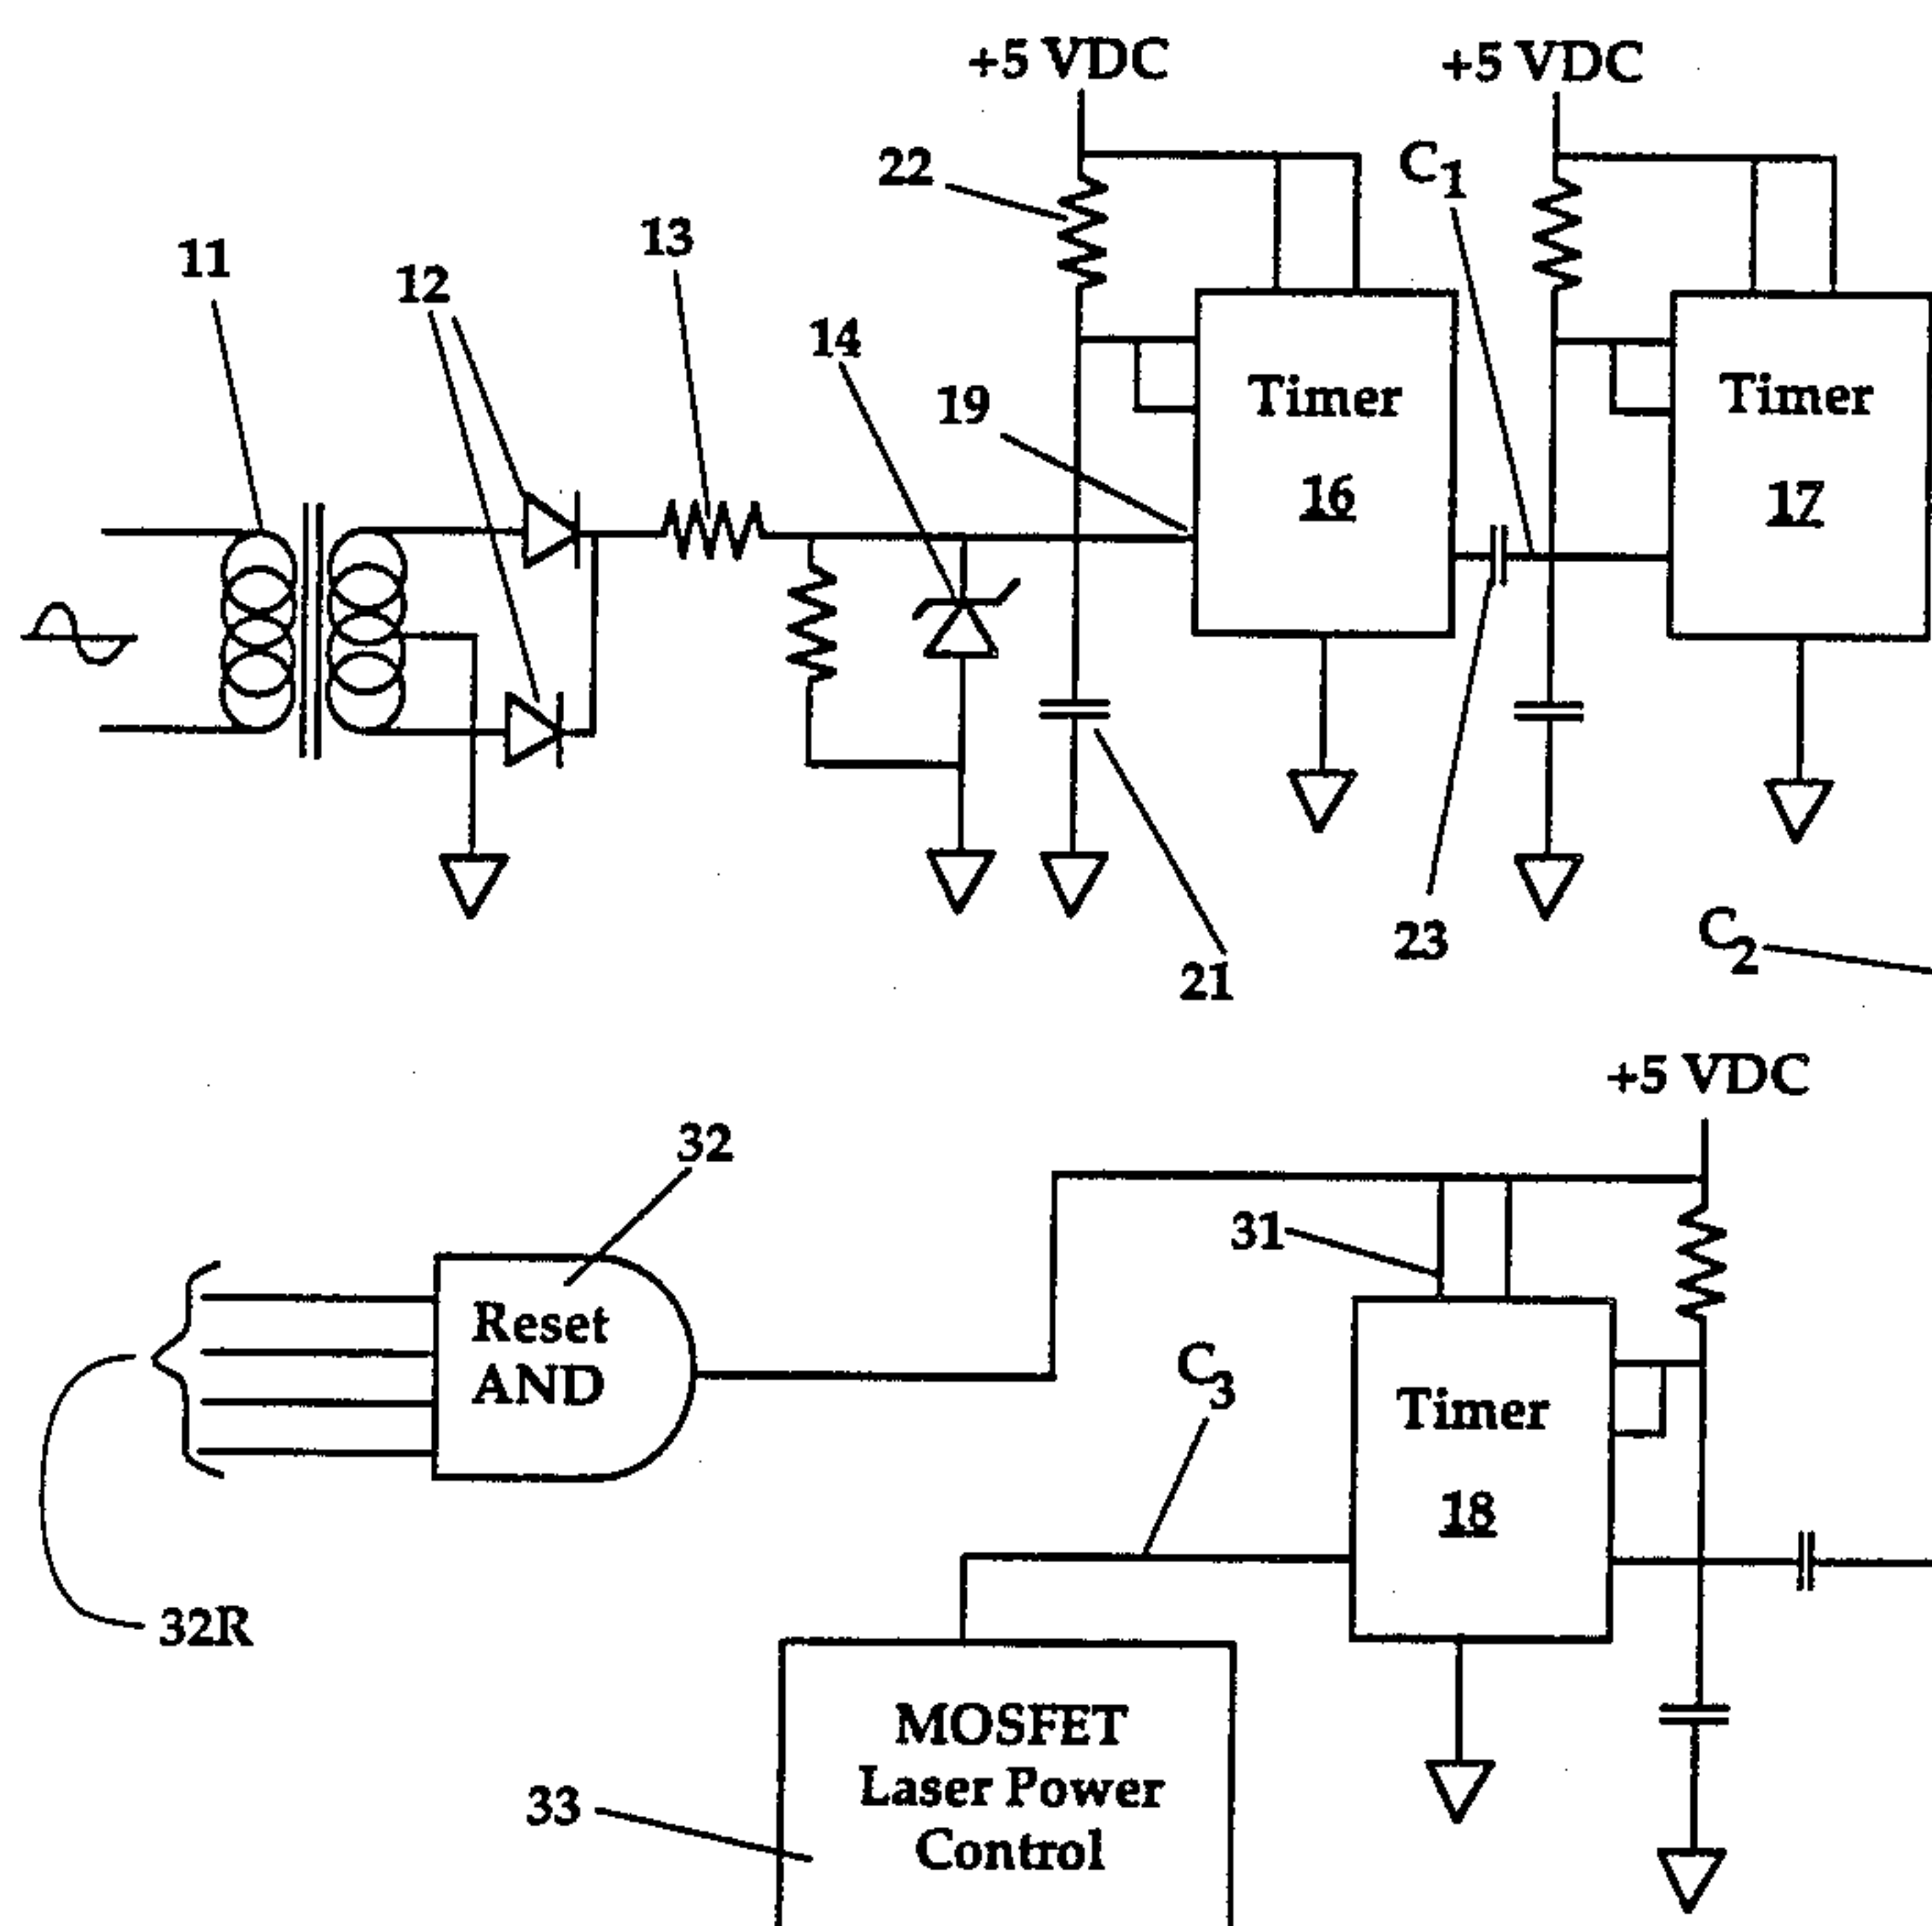 +5 VDC
+5 VDC
22
C1
13
11
12
14
19
Timer
16
Timer
17
23
21
C2
+5 VDC
32
31
Reset
AND
C3
Timer
18
32R
MOSFET
Laser Power
Control
33